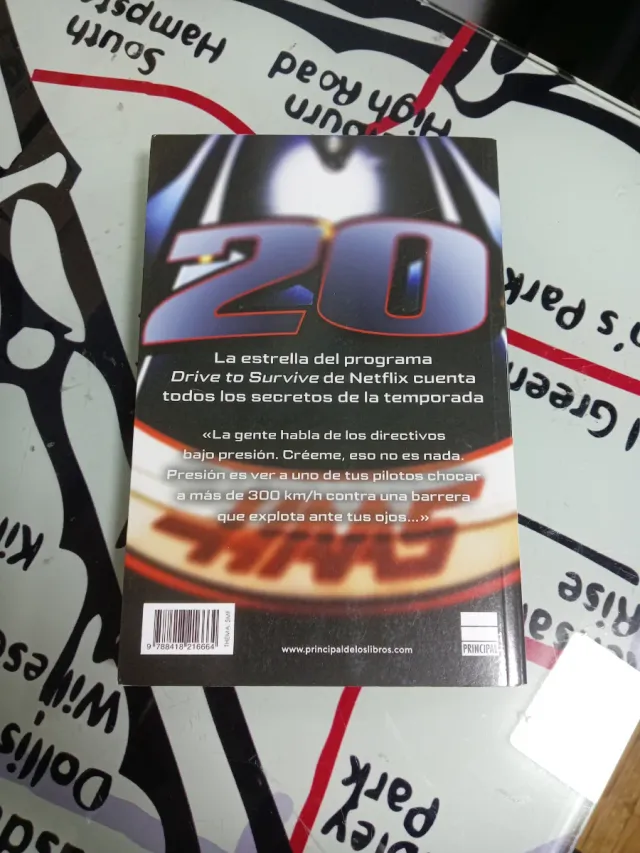 South
Hampste
High Road
20
La estrella del programa
Drive to Survive de Netflix cuenta
todos los secretos de la temporada
«La gente habla de los directivos
bajo presión. Créeme, eso no es nada.
Presión es ver a uno de tus pilotos chocar
a más de 300 km/h contra una barrera
que explota ante tus ojos...»
9 788418 216664
www.principaldeloslibros.com
PRINCIPAL
's Park
Green
Rise
Willes
Dollis
Park